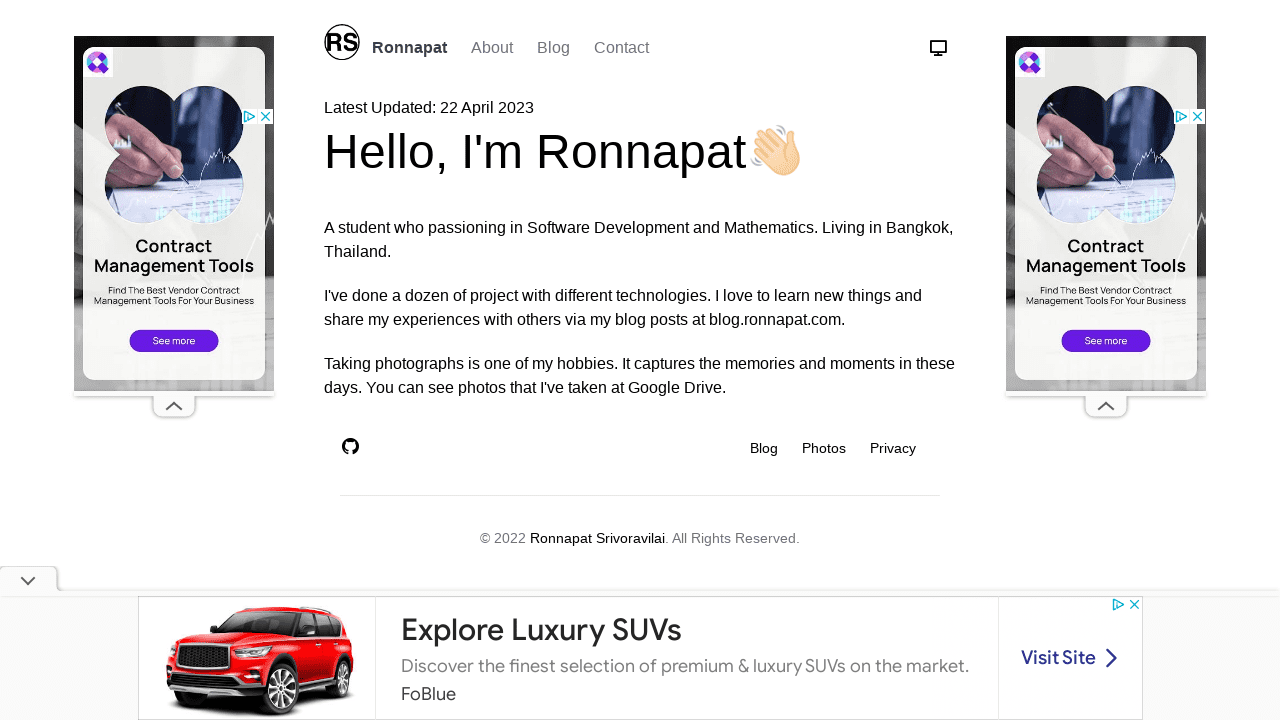 RS
Ronnapat
About
Blog
Contact
Latest Updated: 22 April 2023
Hello, I'm Ronnapat
A student who passioning in Software Development and Mathematics. Living in Bangkok,
Thailand.
I've done a dozen of project with different technologies. I love to learn new things and
share my experiences with others via my blog posts at blog.ronnapat.com.
Taking photographs is one of my hobbies. It captures the memories and moments in these
days. You can see photos that I've taken at Google Drive.
Blog
Photos
Privacy
© 2022 Ronnapat Srivoravilai. All Rights Reserved.
Contract
Management Tools
Find The Best Vendor Contract
Management Tools For Your Business
See more
Contract
Management Tools
Find The Best Vendor Contract
Management Tools For Your Business
See more
Explore Luxury SUVs
Discover the finest selection of premium & luxury SUVs on the market.
FoBlue
Visit Site